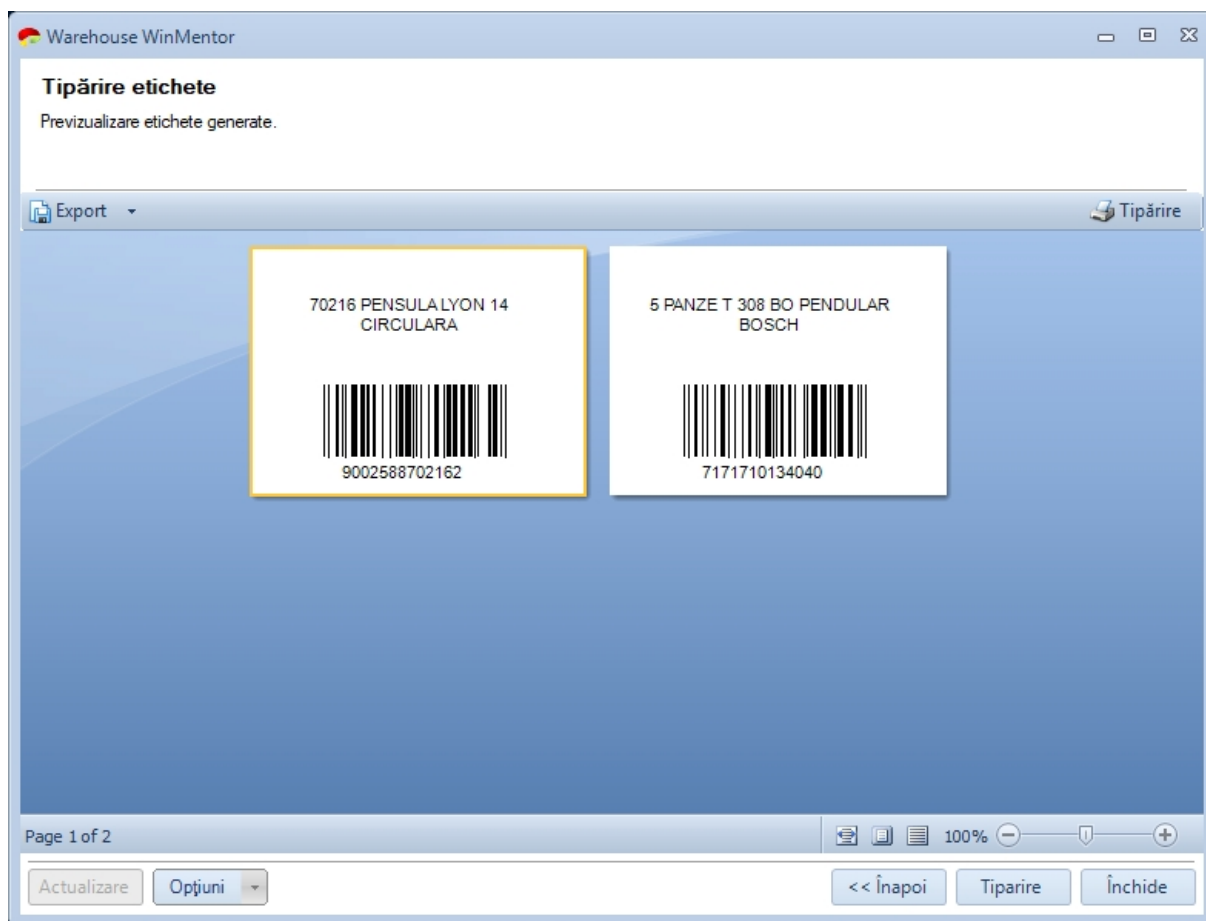 Warehouse WinMentor
Tipărire etichete
Previzualizare etichete generate.
Export
Tipărire
70216 PENSULA LYON 14
CIRCULARA
9002588702162
5 PANZE T 308 BO PENDULAR
BOSCH
7171710134040
Page 1 of 2
100%
Actualizare
Opțiuni
<< Înapoi
Tiparire
Închide